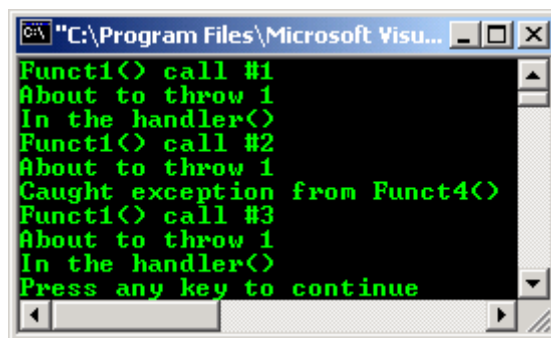 "C:\Program Files\Microsoft Visu...
Funct1() call #1
About to throw 1
In the handler()
Funct1() call #2
About to throw 1
Caught exception from Funct4()
Funct1() call #3
About to throw 1
In the handler()
Press any key to continue